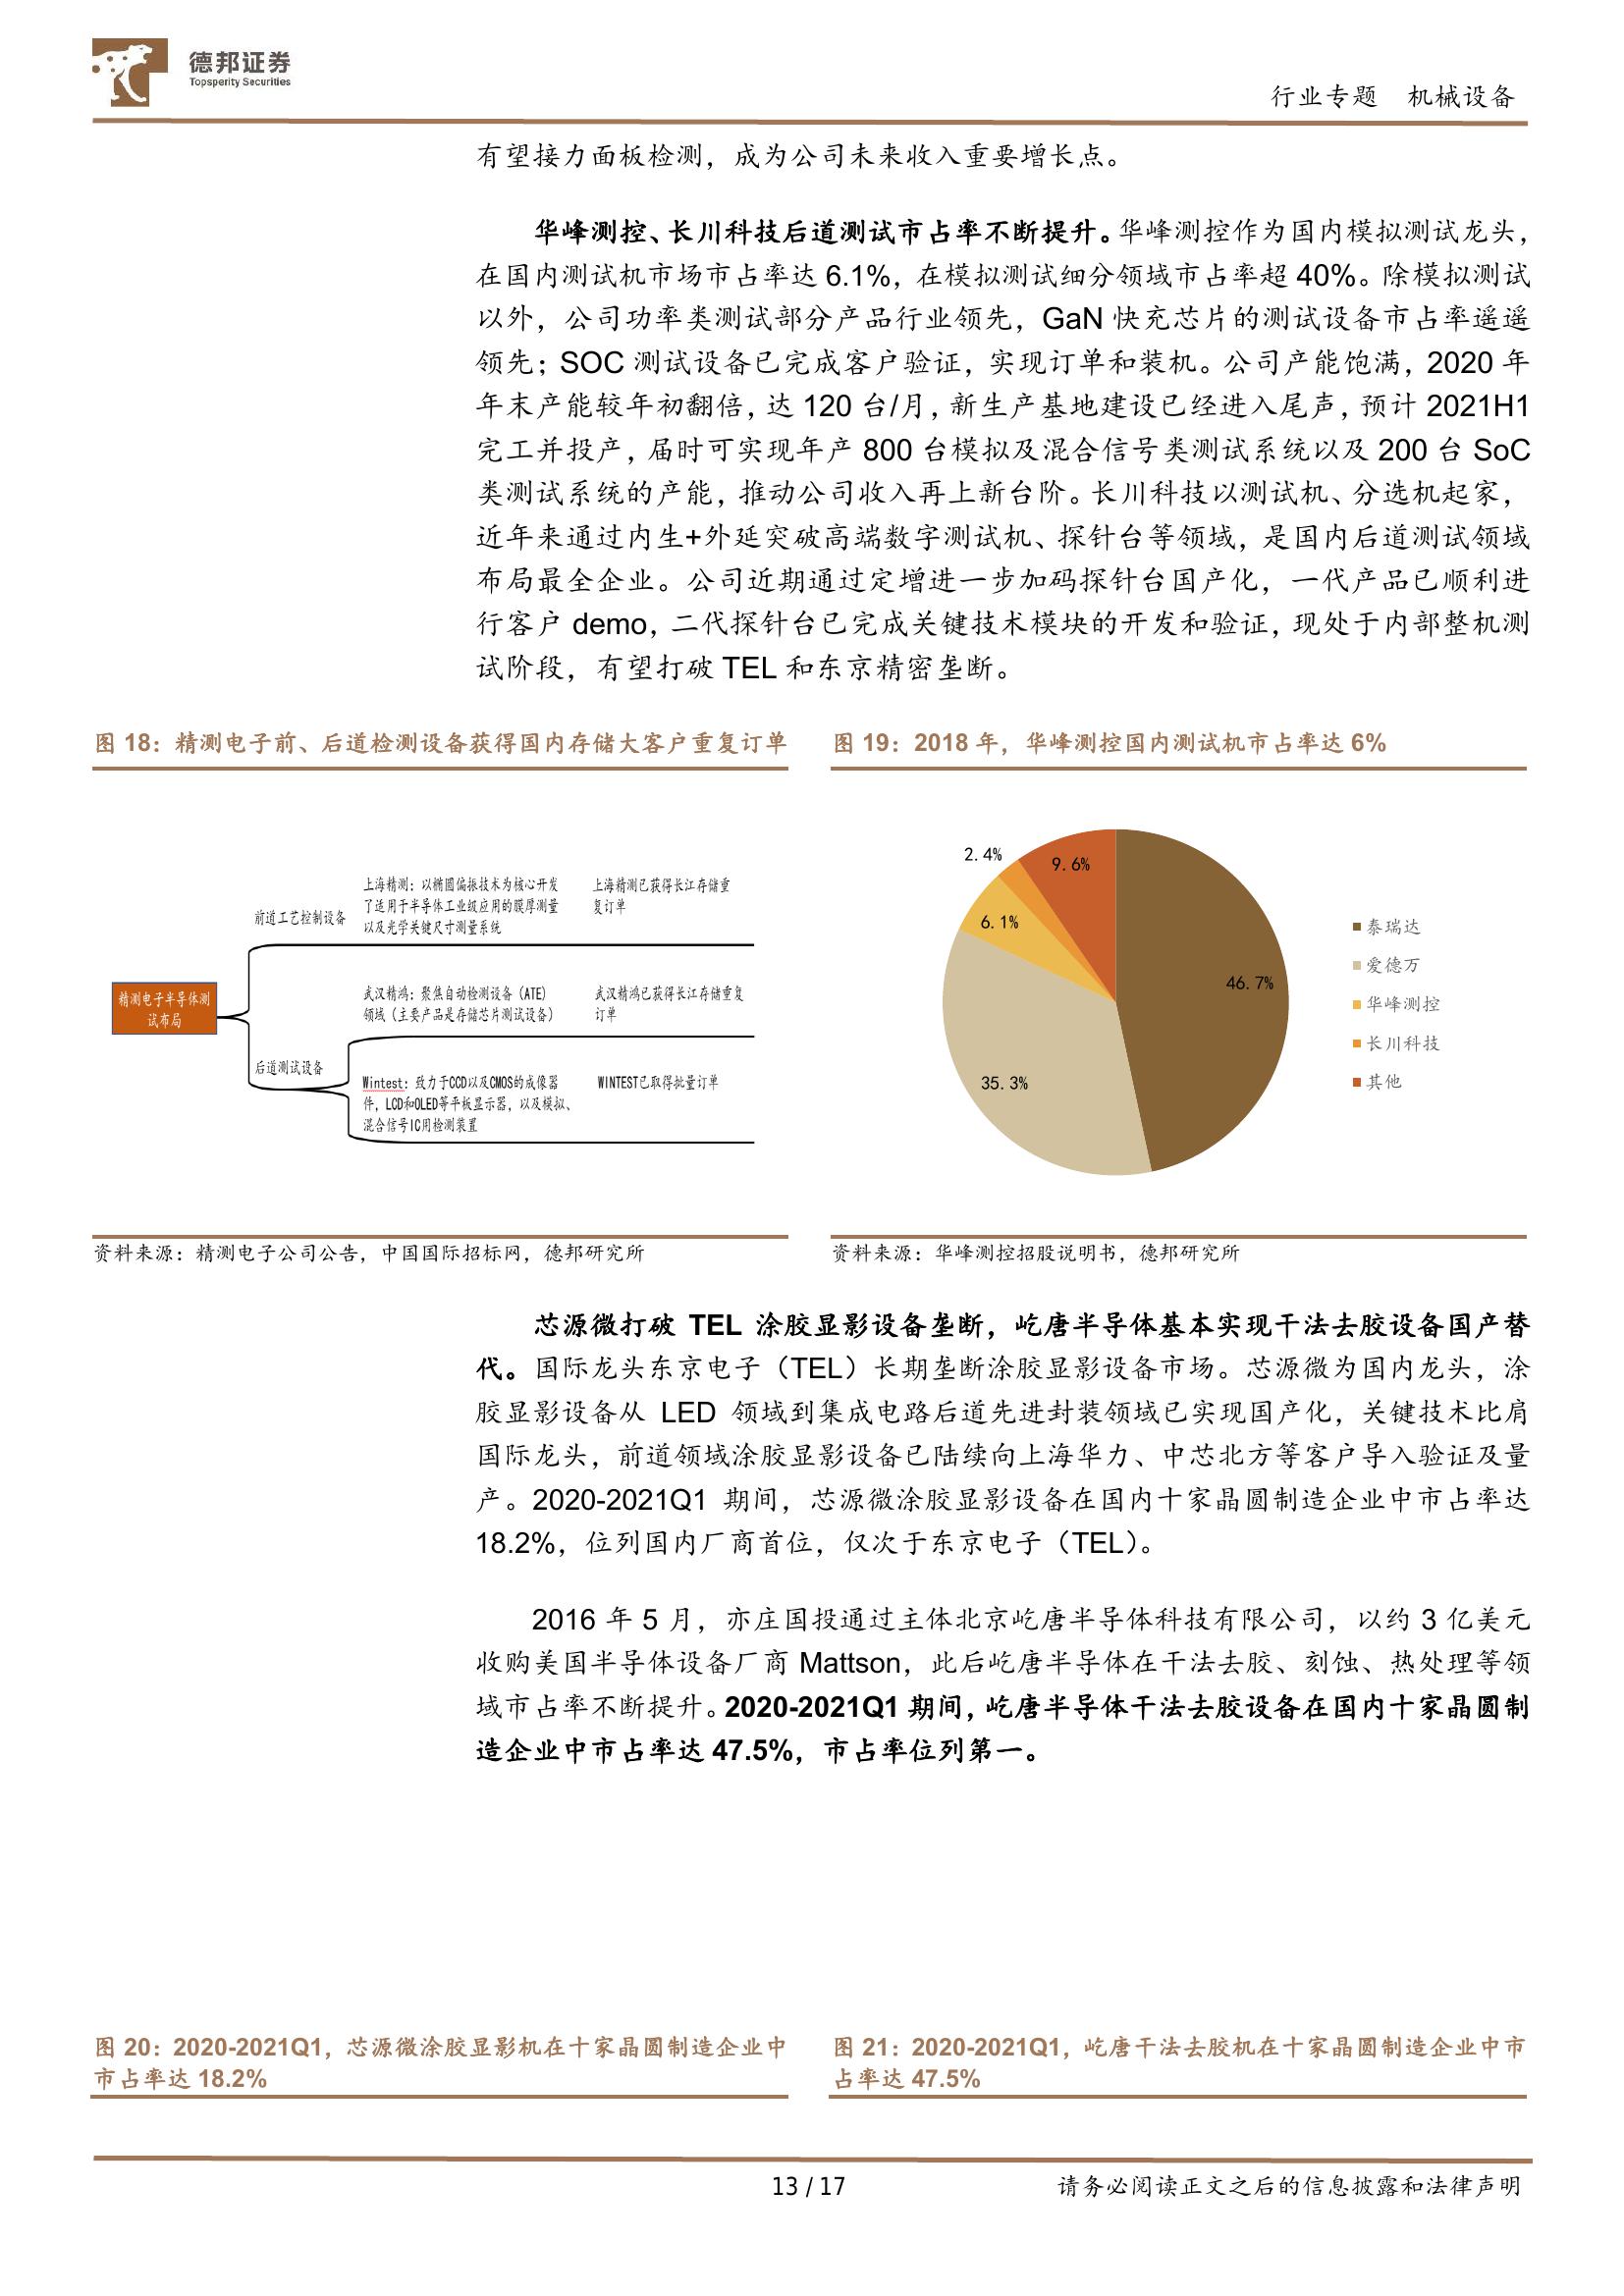 德邦证券
Topsperity Securities
行业专题 机械设备
有望接力面板检测，成为公司未来收入重要增长点。
华峰测控、长川科技后道测试市占率不断提升。华峰测控作为国内模拟测试龙头，
在国内测试机市场市占率达 6.1%，在模拟测试细分领域市占率超 40%。除模拟测试
以外，公司功率类测试部分产品行业领先，GaN 快充芯片的测试设备市占率遥遥
领先；SOC 测试设备已完成客户验证，实现订单和装机。公司产能饱满，2020 年
年末产能较年初翻倍，达 120 台/月，新生产基地建设已经进入尾声，预计 2021H1
完工并投产，届时可实现年产 800 台模拟及混合信号类测试系统以及 200 台 SoC
类测试系统的产能，推动公司收入再上新台阶。长川科技以测试机、分选机起家，
近年来通过内生+外延突破高端数字测试机、探针台等领域，是国内后道测试领域
布局最全企业。公司近期通过定增进一步加码探针台国产化，一代产品已顺利进
行客户 demo，二代探针台已完成关键技术模块的开发和验证，现处于内部整机测
试阶段，有望打破 TEL 和东京精密垄断。
图 18：精测电子前、后道检测设备获得国内存储大客户重复订单
精测电子半导体测
试布局
前道工艺控制设备
上海精测：以椭圆偏振技术为核心开发
了适用于半导体工业级应用的膜厚测量
以及光学关键尺寸测量系统
上海精测已获得长江存储重
复订单
后道测试设备
武汉精鸿：聚焦自动检测设备（ATE）
领域（主要产品是存储芯片测试设备）
武汉精鸿已获得长江存储重复
订单
Wintest：致力于CCD以及CMOS的成像器
件，LCD和OLED等平板显示器，以及模拟、
混合信号IC用检测装置
WINTEST已取得批量订单
资料来源：精测电子公司公告，中国国际招标网，德邦研究所
图 19：2018 年，华峰测控国内测试机市占率达 6%
2.4%
9.6%
6.1%
46.7%
35.3%
泰瑞达
爱德万
华峰测控
长川科技
其他
资料来源：华峰测控招股说明书，德邦研究所
芯源微打破 TEL 涂胶显影设备垄断，屹唐半导体基本实现干法去胶设备国产替
代。国际龙头东京电子（TEL）长期垄断涂胶显影设备市场。芯源微为国内龙头，涂
胶显影设备从 LED 领域到集成电路后道先进封装领域已实现国产化，关键技术比肩
国际龙头，前道领域涂胶显影设备已陆续向上海华力、中芯北方等客户导入验证及量
产。2020-2021Q1 期间，芯源微涂胶显影设备在国内十家晶圆制造企业中市占率达
18.2%，位列国内厂商首位，仅次于东京电子（TEL）。
2016 年 5 月，亦庄国投通过主体北京屹唐半导体科技有限公司，以约 3 亿美元
收购美国半导体设备厂商 Mattson，此后屹唐半导体在干法去胶、刻蚀、热处理等领
域市占率不断提升。2020-2021Q1 期间，屹唐半导体干法去胶设备在国内十家晶圆制
造企业中市占率达 47.5%，市占率位列第一。
图 20：2020-2021Q1，芯源微涂胶显影机在十家晶圆制造企业中
市占率达 18.2%
图 21：2020-2021Q1，屹唐干法去胶机在十家晶圆制造企业中市
占率达 47.5%
13 / 17
请务必阅读正文之后的信息披露和法律声明